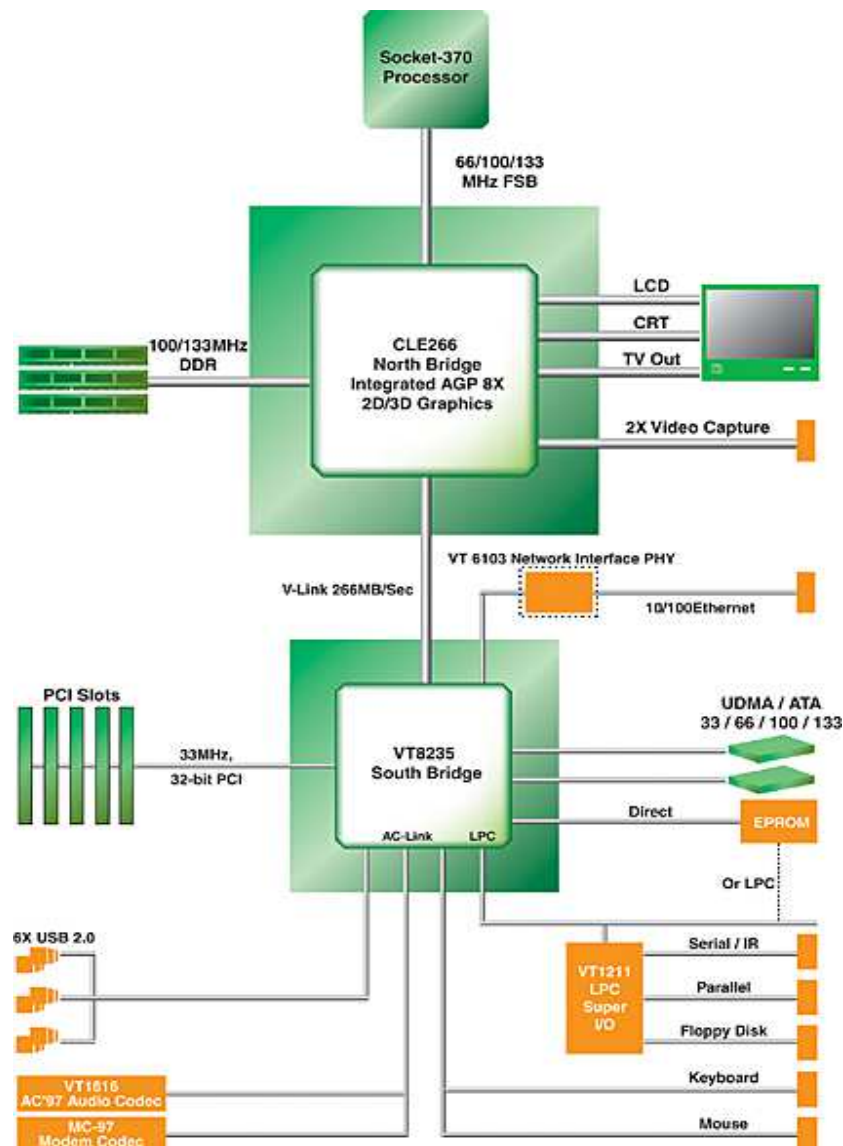 Socket-370
Processor
66/100/133
MHz FSB
LCD
CRT
TV Out
100/133MHz
DDR
CLE266
North Bridge
Integrated AGP 8X
2D/3D Graphics
2X Video Capture
VT 6103 Network Interface PHY
V-Link 266MB/Sec
10/100Ethernet
PCI Slots
UDMA / ATA
33 / 66 / 100 / 133
33MHz,
32-bit PCI
VT8235
South Bridge
Direct
EPROM
AC-Link
LPC
Or LPC
6X USB 2.0
VT1211
LPC
Super
I/O
Serial / IR
Parallel
Floppy Disk
VT1616
AC'97 Audio Codec
Keyboard
MC-97
Modem Codec
Mouse